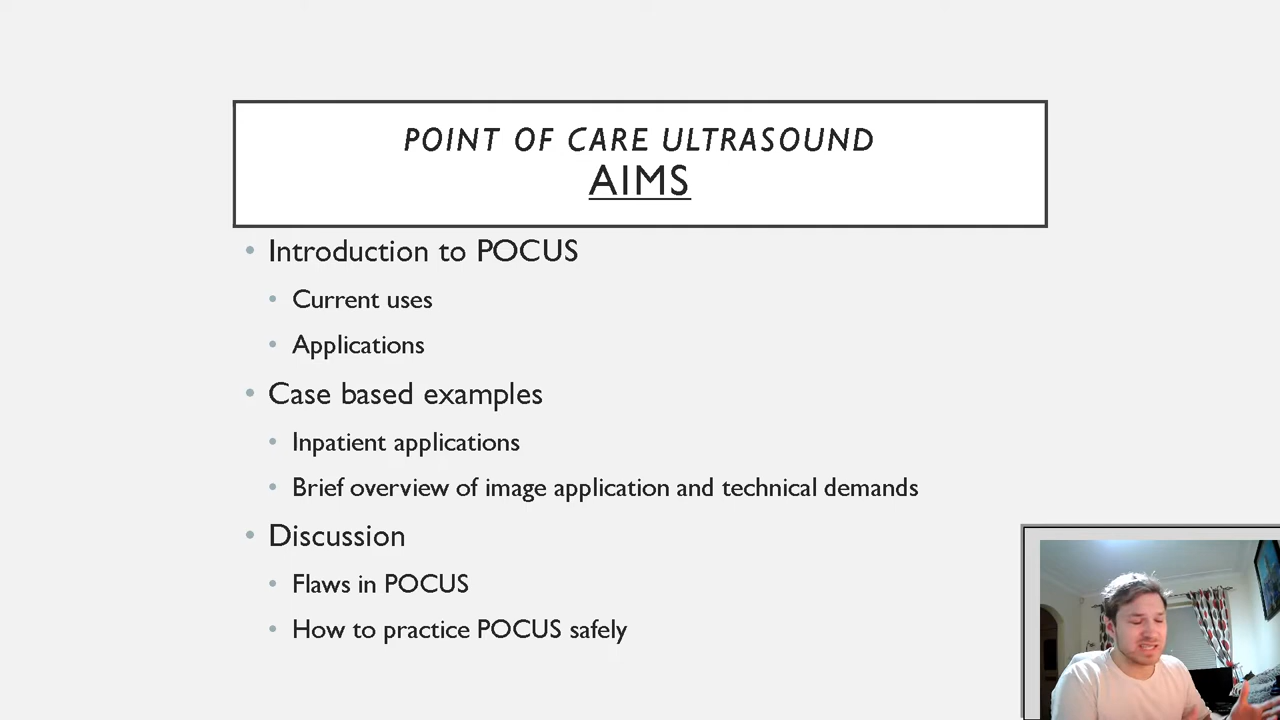 POINT OF CARE ULTRASOUND
AIMS
• Introduction to POCUS
• Current uses
• Applications
• Case based examples
• Inpatient applications
• Brief overview of image application and technical demands
• Discussion
• Flaws in POCUS
• How to practice POCUS safely